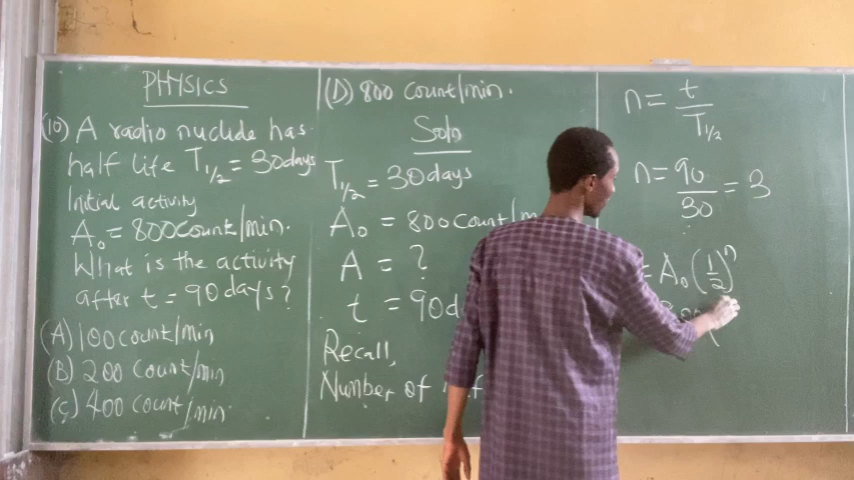 PHYSICS
(10) A radio nuclide has
half life T1/2 = 30days
Initial activity
A₀ = 800count/min.
What is the activity
after t = 90days?
(A) 100count/min
(B) 200 Count/min
(C) 400 count/min.
(D) 800 Count/min.
Soln
T1/2 = 30days
A₀ = 800count/m
A = ?
t = 90d
Recall,
Number of
n = t/T1/2
n = 90/30 = 3
= A₀(1/2)ⁿ